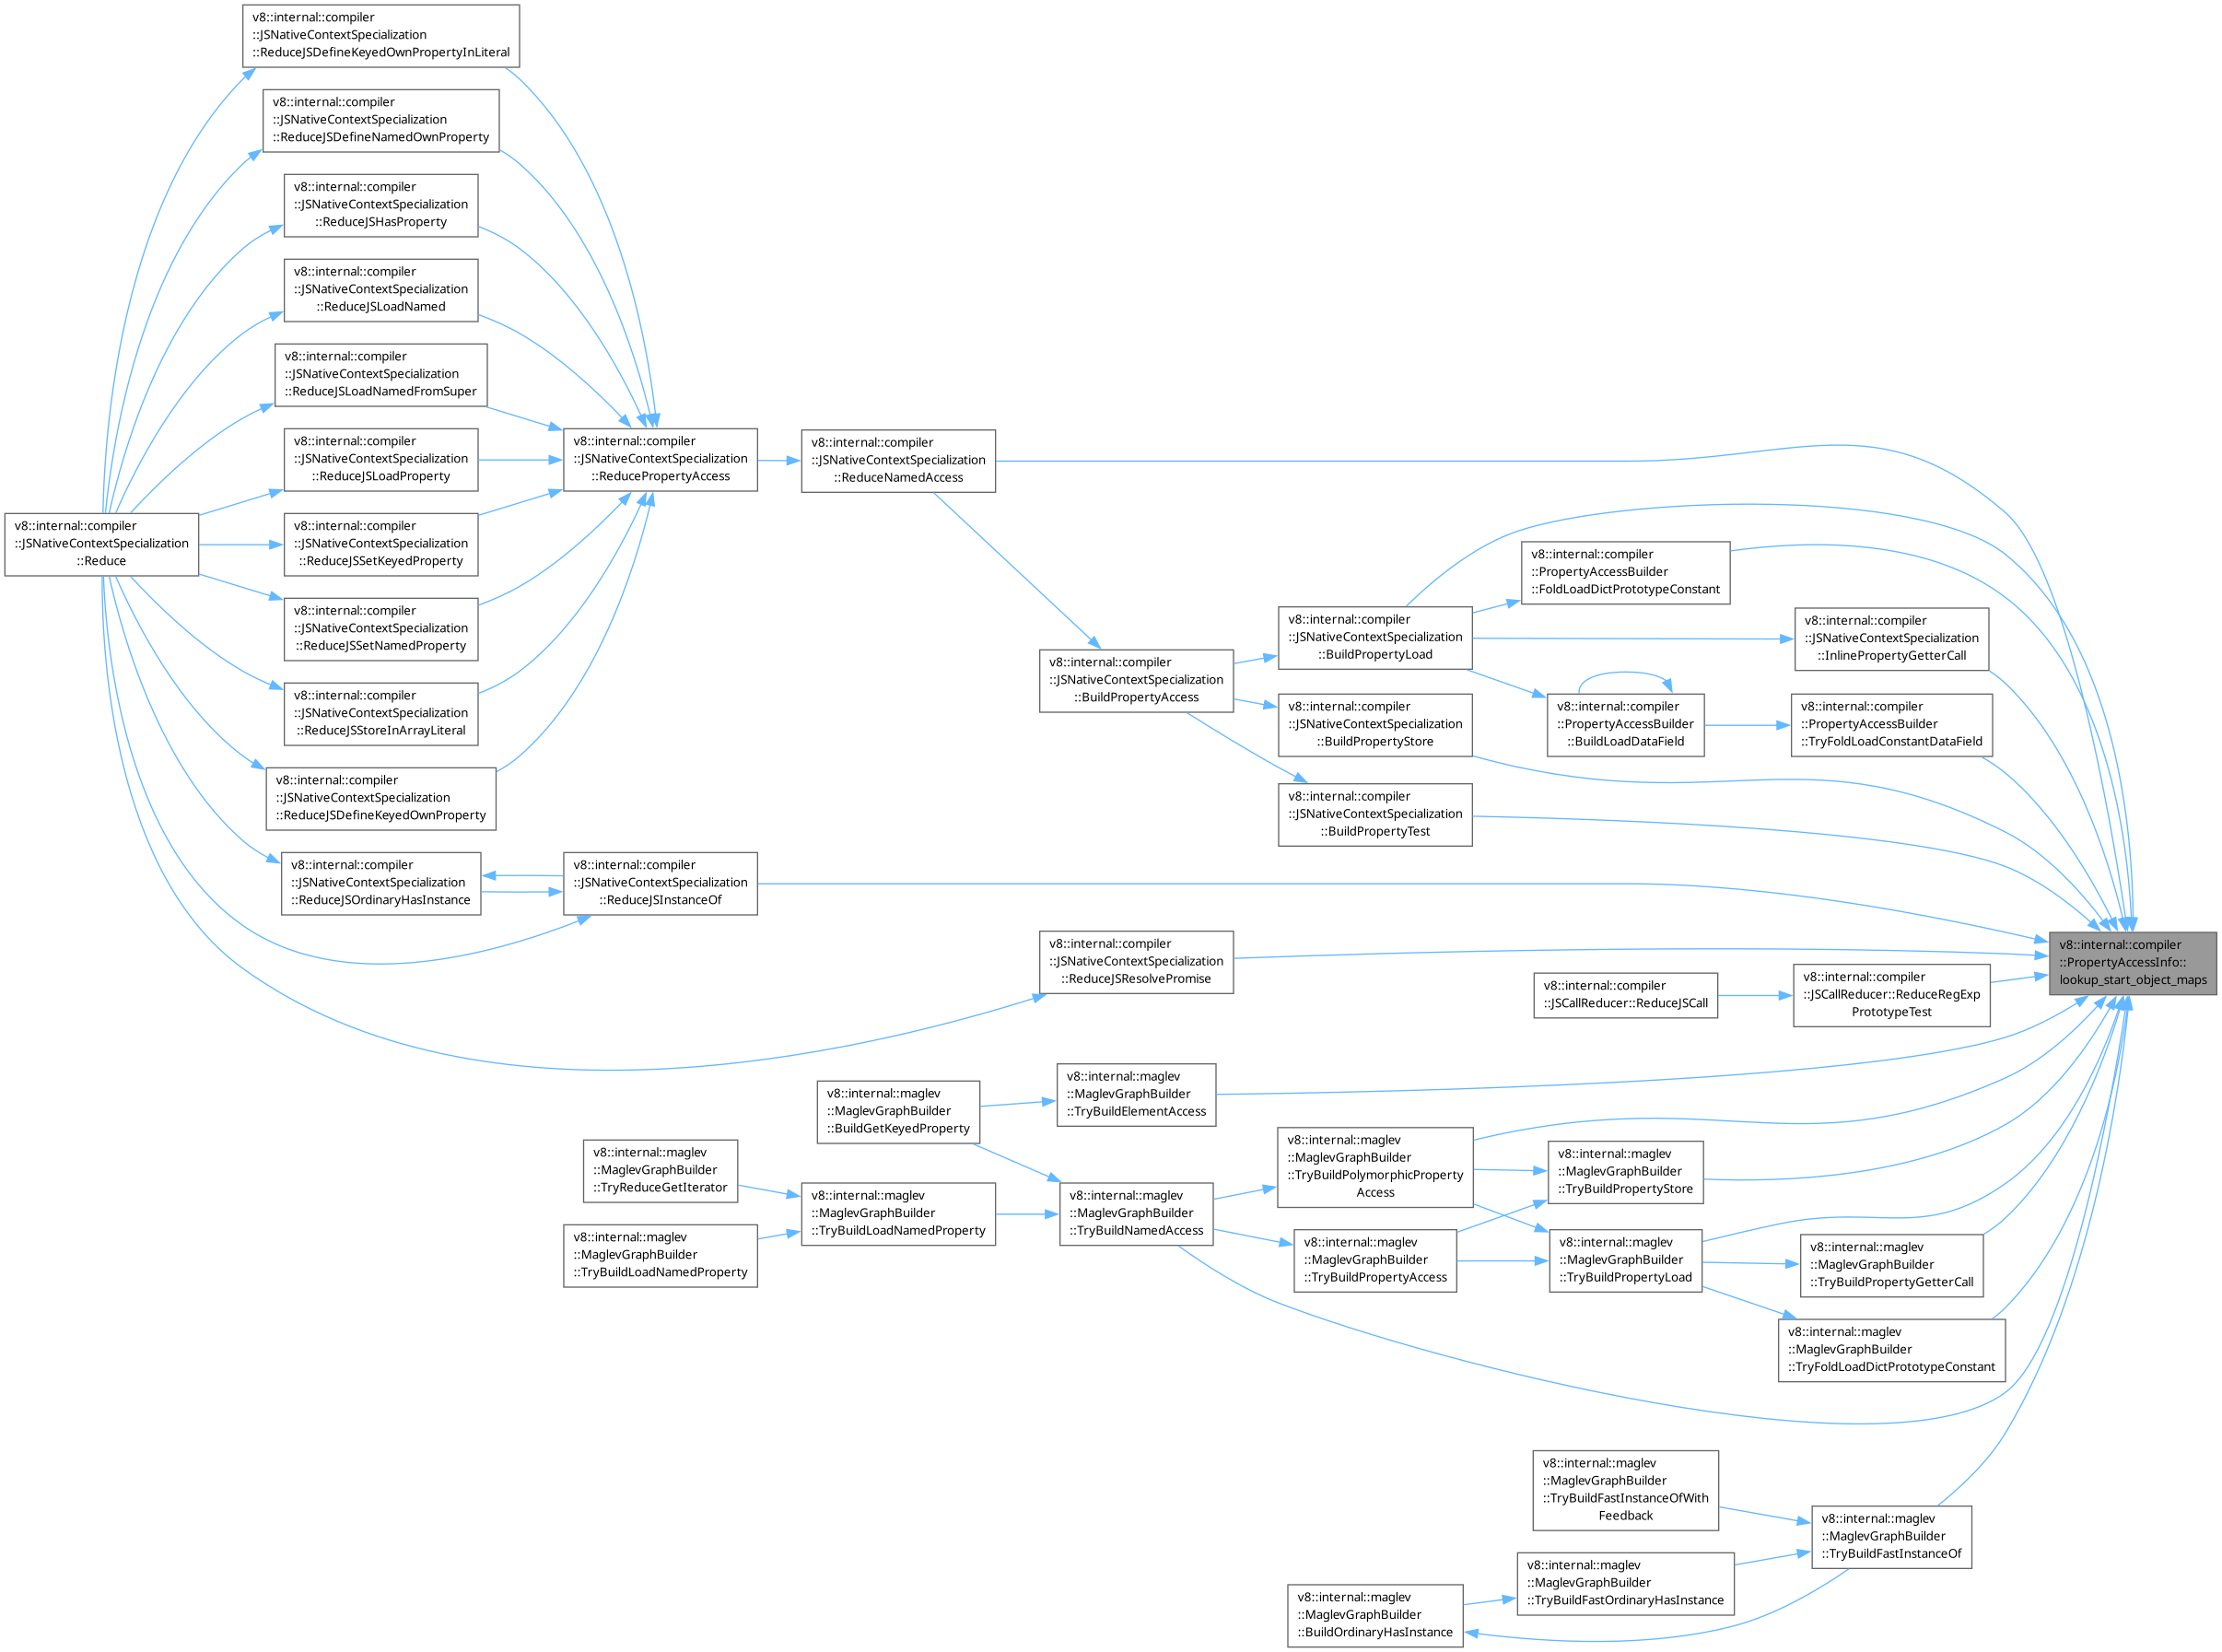 v8::internal::compiler
::JSNativeContextSpecialization
::ReduceJSDefineKeyedOwnPropertyInLiteral
v8::internal::compiler
::JSNativeContextSpecialization
::ReduceJSDefineNamedOwnProperty
v8::internal::compiler
::JSNativeContextSpecialization
::ReduceJSHasProperty
v8::internal::compiler
::JSNativeContextSpecialization
::ReduceJSLoadNamed
v8::internal::compiler
::JSNativeContextSpecialization
::ReduceJSLoadNamedFromSuper
v8::internal::compiler
::JSNativeContextSpecialization
::ReduceJSLoadProperty
v8::internal::compiler
::JSNativeContextSpecialization
::ReduceJSSetKeyedProperty
v8::internal::compiler
::JSNativeContextSpecialization
::ReduceJSSetNamedProperty
v8::internal::compiler
::JSNativeContextSpecialization
::ReduceJSStoreInArrayLiteral
v8::internal::compiler
::JSNativeContextSpecialization
::ReduceJSDefineKeyedOwnProperty
v8::internal::compiler
::JSNativeContextSpecialization
::ReduceJSOrdinaryHasInstance
v8::internal::compiler
::JSNativeContextSpecialization
::Reduce
v8::internal::compiler
::JSNativeContextSpecialization
::ReducePropertyAccess
v8::internal::compiler
::JSNativeContextSpecialization
::ReduceJSInstanceOf
v8::internal::compiler
::JSNativeContextSpecialization
::ReduceNamedAccess
v8::internal::compiler
::JSNativeContextSpecialization
::BuildPropertyAccess
v8::internal::compiler
::JSNativeContextSpecialization
::BuildPropertyLoad
v8::internal::compiler
::JSNativeContextSpecialization
::BuildPropertyStore
v8::internal::compiler
::JSNativeContextSpecialization
::BuildPropertyTest
v8::internal::compiler
::PropertyAccessBuilder
::FoldLoadDictPrototypeConstant
v8::internal::compiler
::PropertyAccessBuilder
::BuildLoadDataField
v8::internal::compiler
::JSNativeContextSpecialization
::InlinePropertyGetterCall
v8::internal::compiler
::PropertyAccessBuilder
::TryFoldLoadConstantDataField
v8::internal::compiler
::PropertyAccessInfo::
lookup_start_object_maps
v8::internal::compiler
::JSNativeContextSpecialization
::ReduceJSResolvePromise
v8::internal::compiler
::JSCallReducer::ReduceJSCall
v8::internal::compiler
::JSCallReducer::ReduceRegExp
PrototypeTest
v8::internal::maglev
::MaglevGraphBuilder
::TryBuildElementAccess
v8::internal::maglev
::MaglevGraphBuilder
::BuildGetKeyedProperty
v8::internal::maglev
::MaglevGraphBuilder
::TryReduceGetIterator
v8::internal::maglev
::MaglevGraphBuilder
::TryBuildLoadNamedProperty
v8::internal::maglev
::MaglevGraphBuilder
::TryBuildLoadNamedProperty
v8::internal::maglev
::MaglevGraphBuilder
::TryBuildNamedAccess
v8::internal::maglev
::MaglevGraphBuilder
::TryBuildPolymorphicProperty
Access
v8::internal::maglev
::MaglevGraphBuilder
::TryBuildPropertyAccess
v8::internal::maglev
::MaglevGraphBuilder
::TryBuildPropertyStore
v8::internal::maglev
::MaglevGraphBuilder
::TryBuildPropertyLoad
v8::internal::maglev
::MaglevGraphBuilder
::TryBuildPropertyGetterCall
v8::internal::maglev
::MaglevGraphBuilder
::TryFoldLoadDictPrototypeConstant
v8::internal::maglev
::MaglevGraphBuilder
::TryBuildFastInstanceOfWith
Feedback
v8::internal::maglev
::MaglevGraphBuilder
::TryBuildFastInstanceOf
v8::internal::maglev
::MaglevGraphBuilder
::TryBuildFastOrdinaryHasInstance
v8::internal::maglev
::MaglevGraphBuilder
::BuildOrdinaryHasInstance